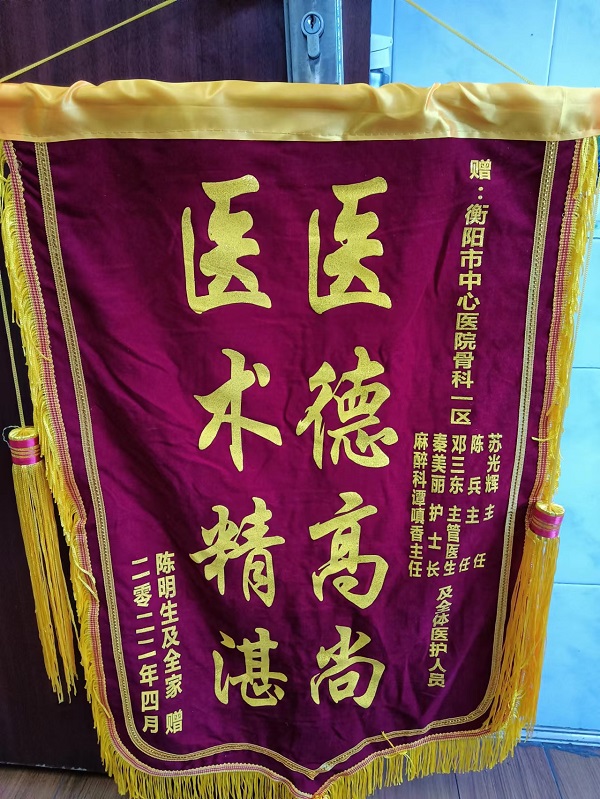 赠：衡阳市中心医院骨科一区
苏光辉主任
陈兵主任
邓三东主管医生
秦美丽护士长
麻醉科谭嗔香主任
及全体医护人员
医德高尚
医术精湛
陈明生及全家 赠
二零二二年四月